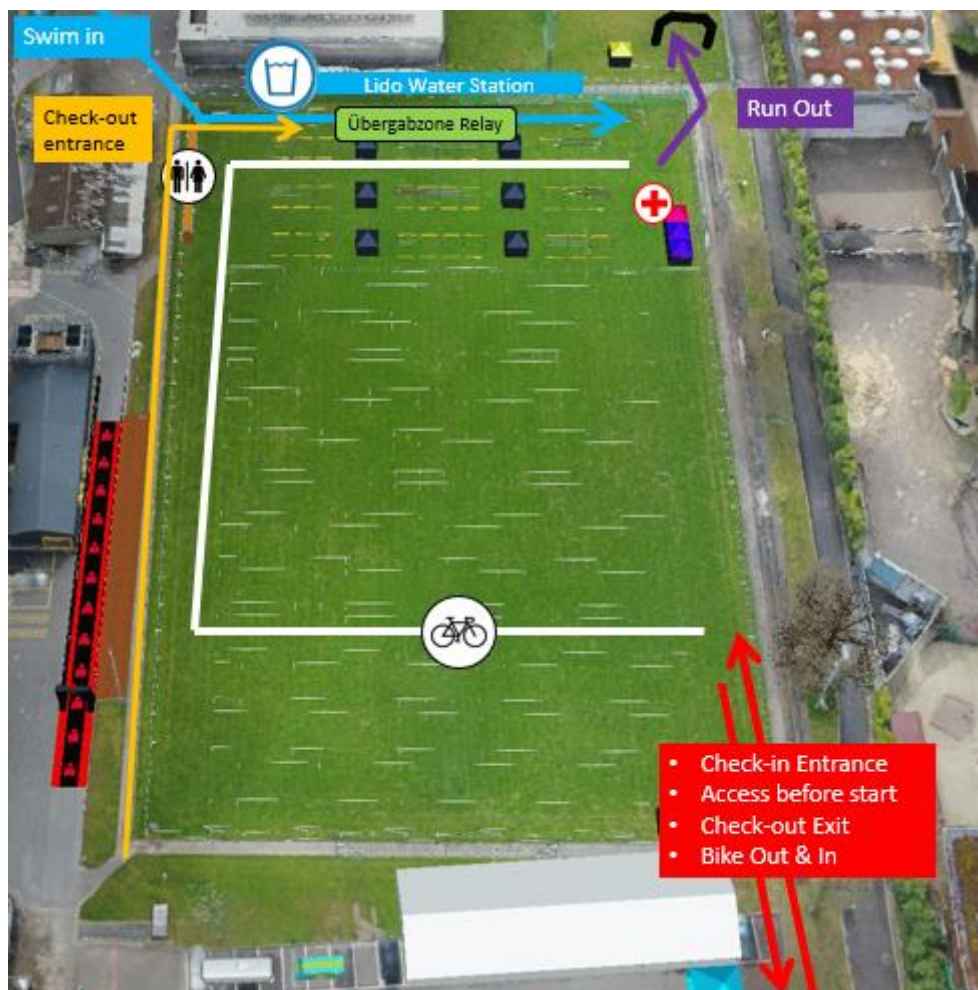 Swim in
Lido Water Station
Check-out
entrance
Übergabzone Relay
Run Out
• Check-in Entrance
• Access before start
• Check-out Exit
• Bike Out & In